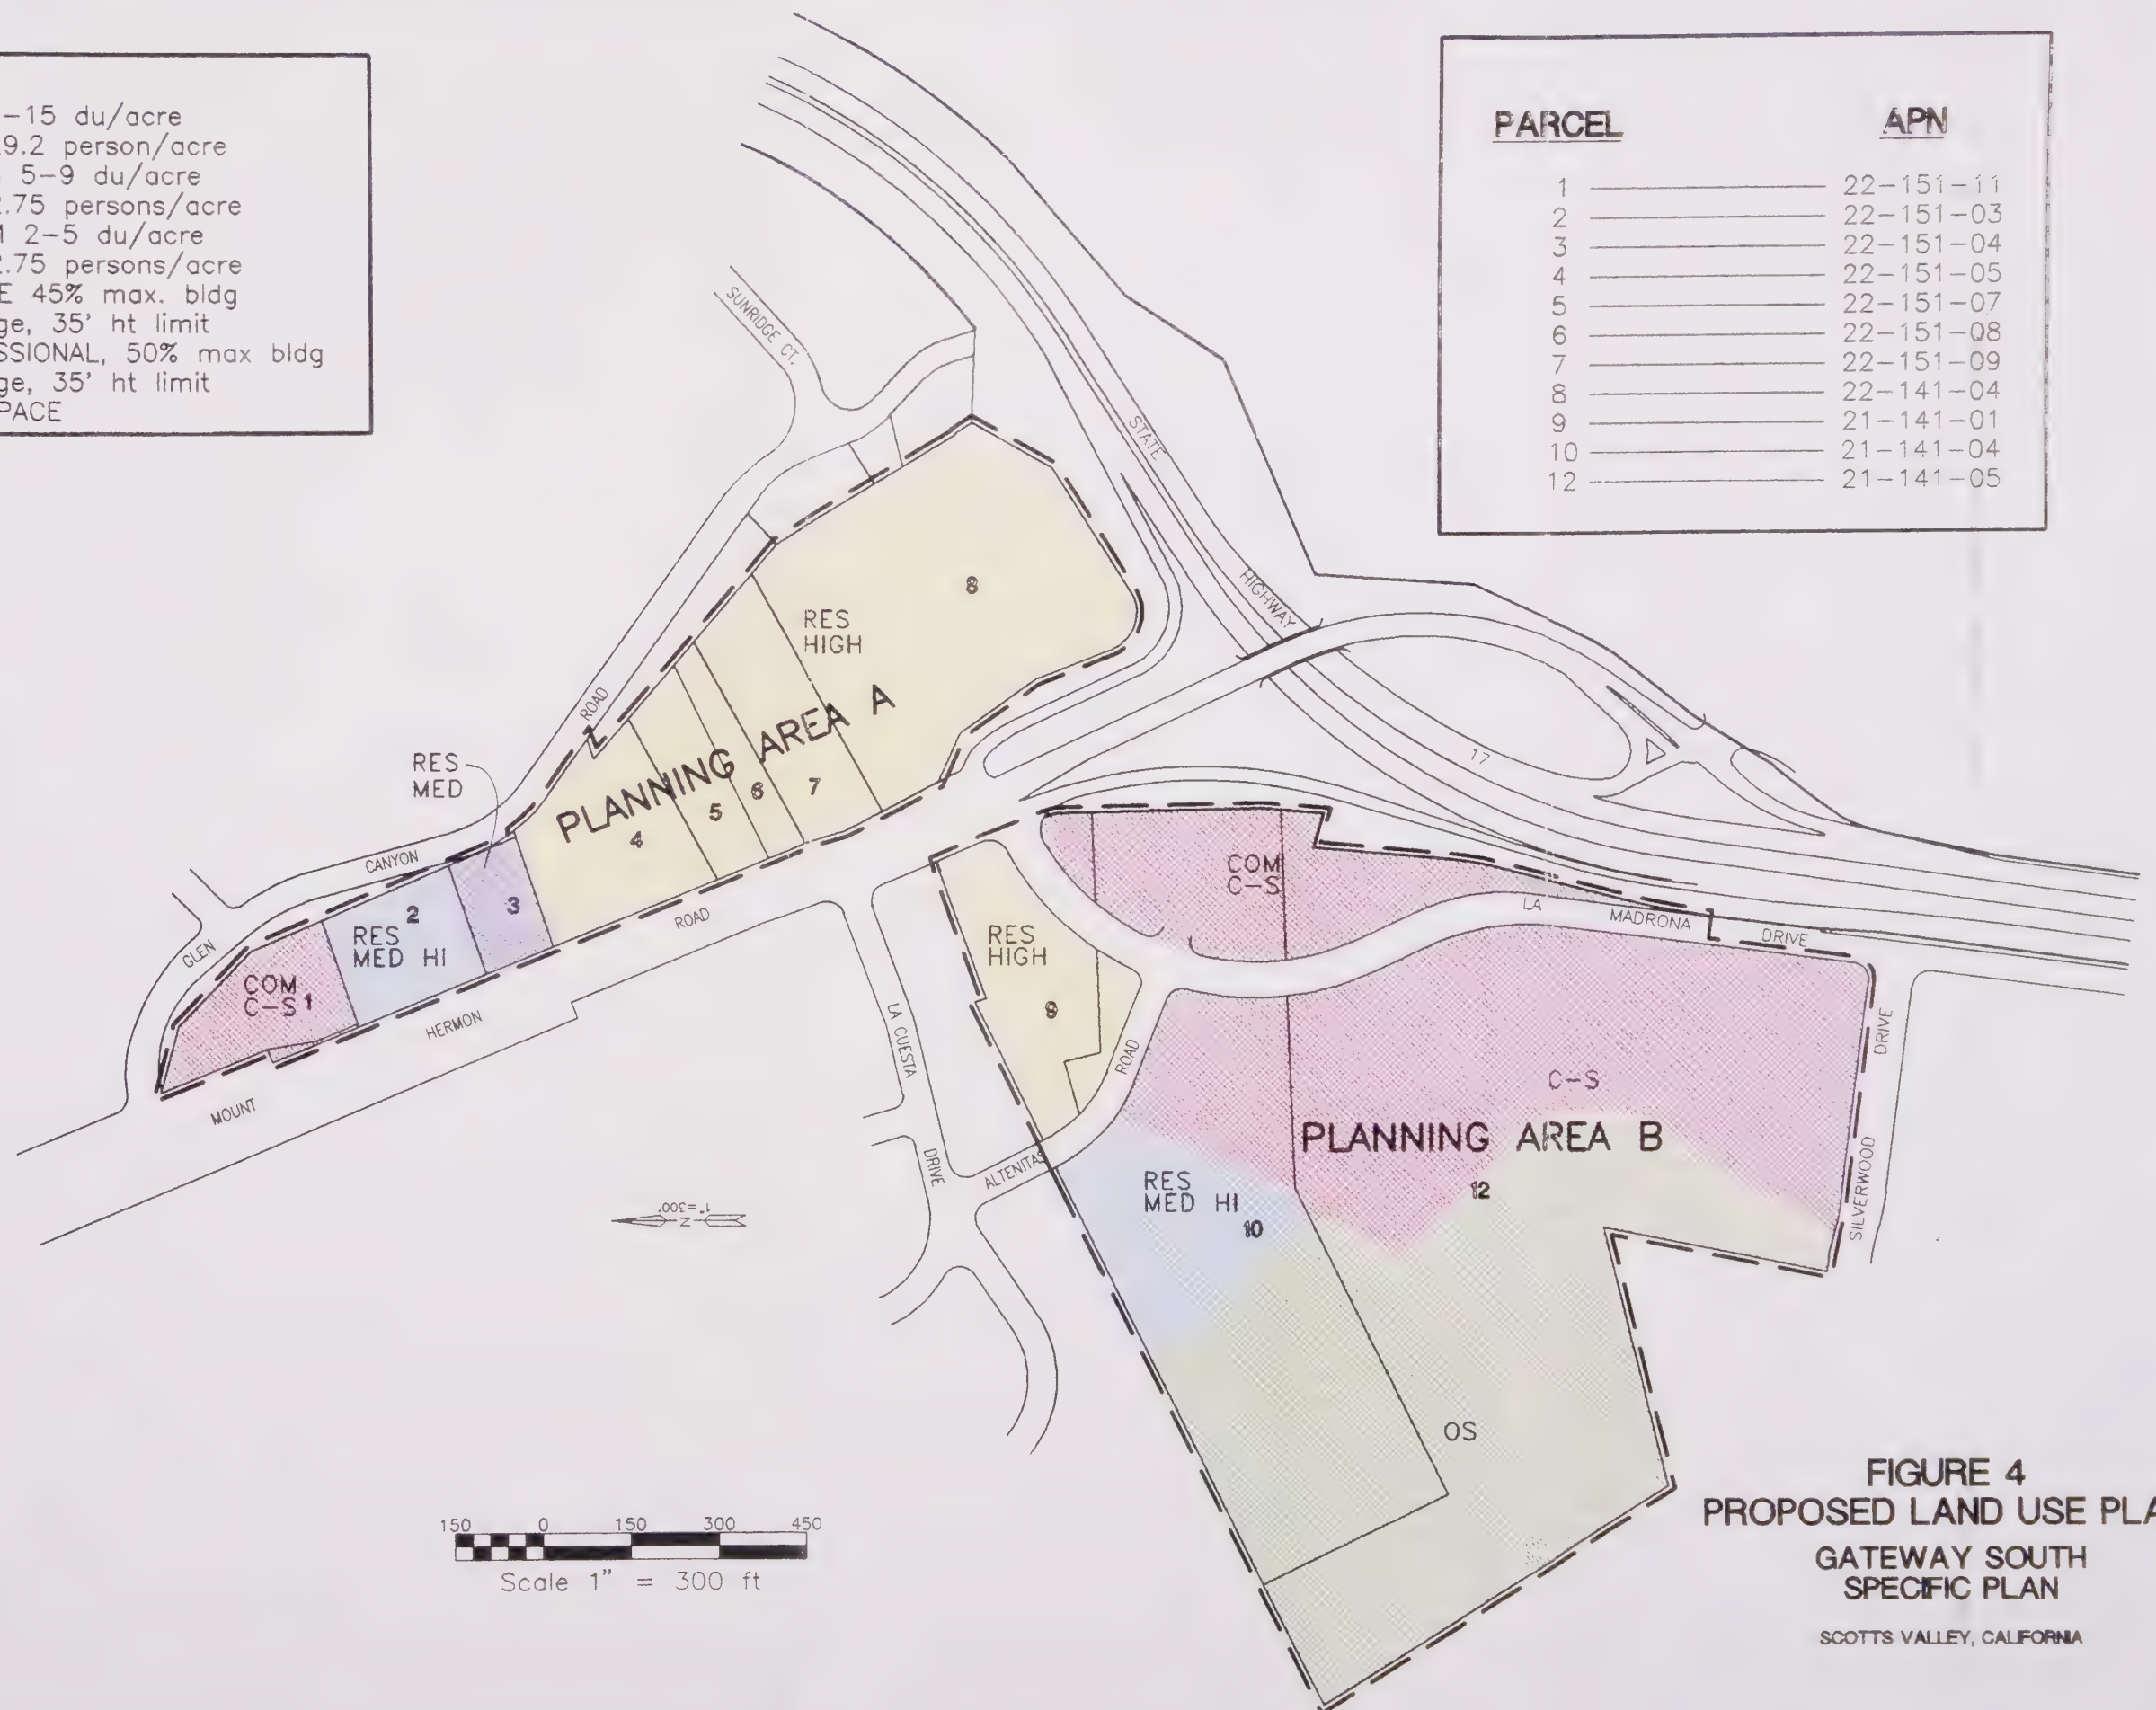 -15 du/acre
9.2 person/acre
5-9 du/acre
.75 persons/acre
2-5 du/acre
.75 persons/acre
45% max. bldg
ge, 35' ht limit
SSIONAL, 50% max bldg
ge, 35' ht limit
PACE
PARCEL APN
1 22-151-11
2 22-151-03
3 22-151-04
4 22-151-05
5 22-151-07
6 22-151-08
7 22-151-09
8 22-141-04
9 21-141-01
10 21-141-04
12 21-141-05
SUNRIDGE CT.
STATE
HIGHWAY
17
8
RES
HIGH
ROAD
PLANNING AREA A
4
5
6
7
RES
MED
CANYON
GLEN
3
2
RES
MED HI
COM
C-S 1
ROAD
HERMON
MOUNT
COM
C-S
LA MADRONA DRIVE
RES
HIGH
9
LA CUESTA
DRIVE
ROAD
ALTENITAS
DRIVE
SILVERWOOD
C-S
PLANNING AREA B
12
RES
MED HI
10
1"=300'
N
OS
150 0 150 300 450
Scale 1" = 300 ft
FIGURE 4
PROPOSED LAND USE PLA
GATEWAY SOUTH
SPECIFIC PLAN
SCOTTS VALLEY, CALIFORNIA